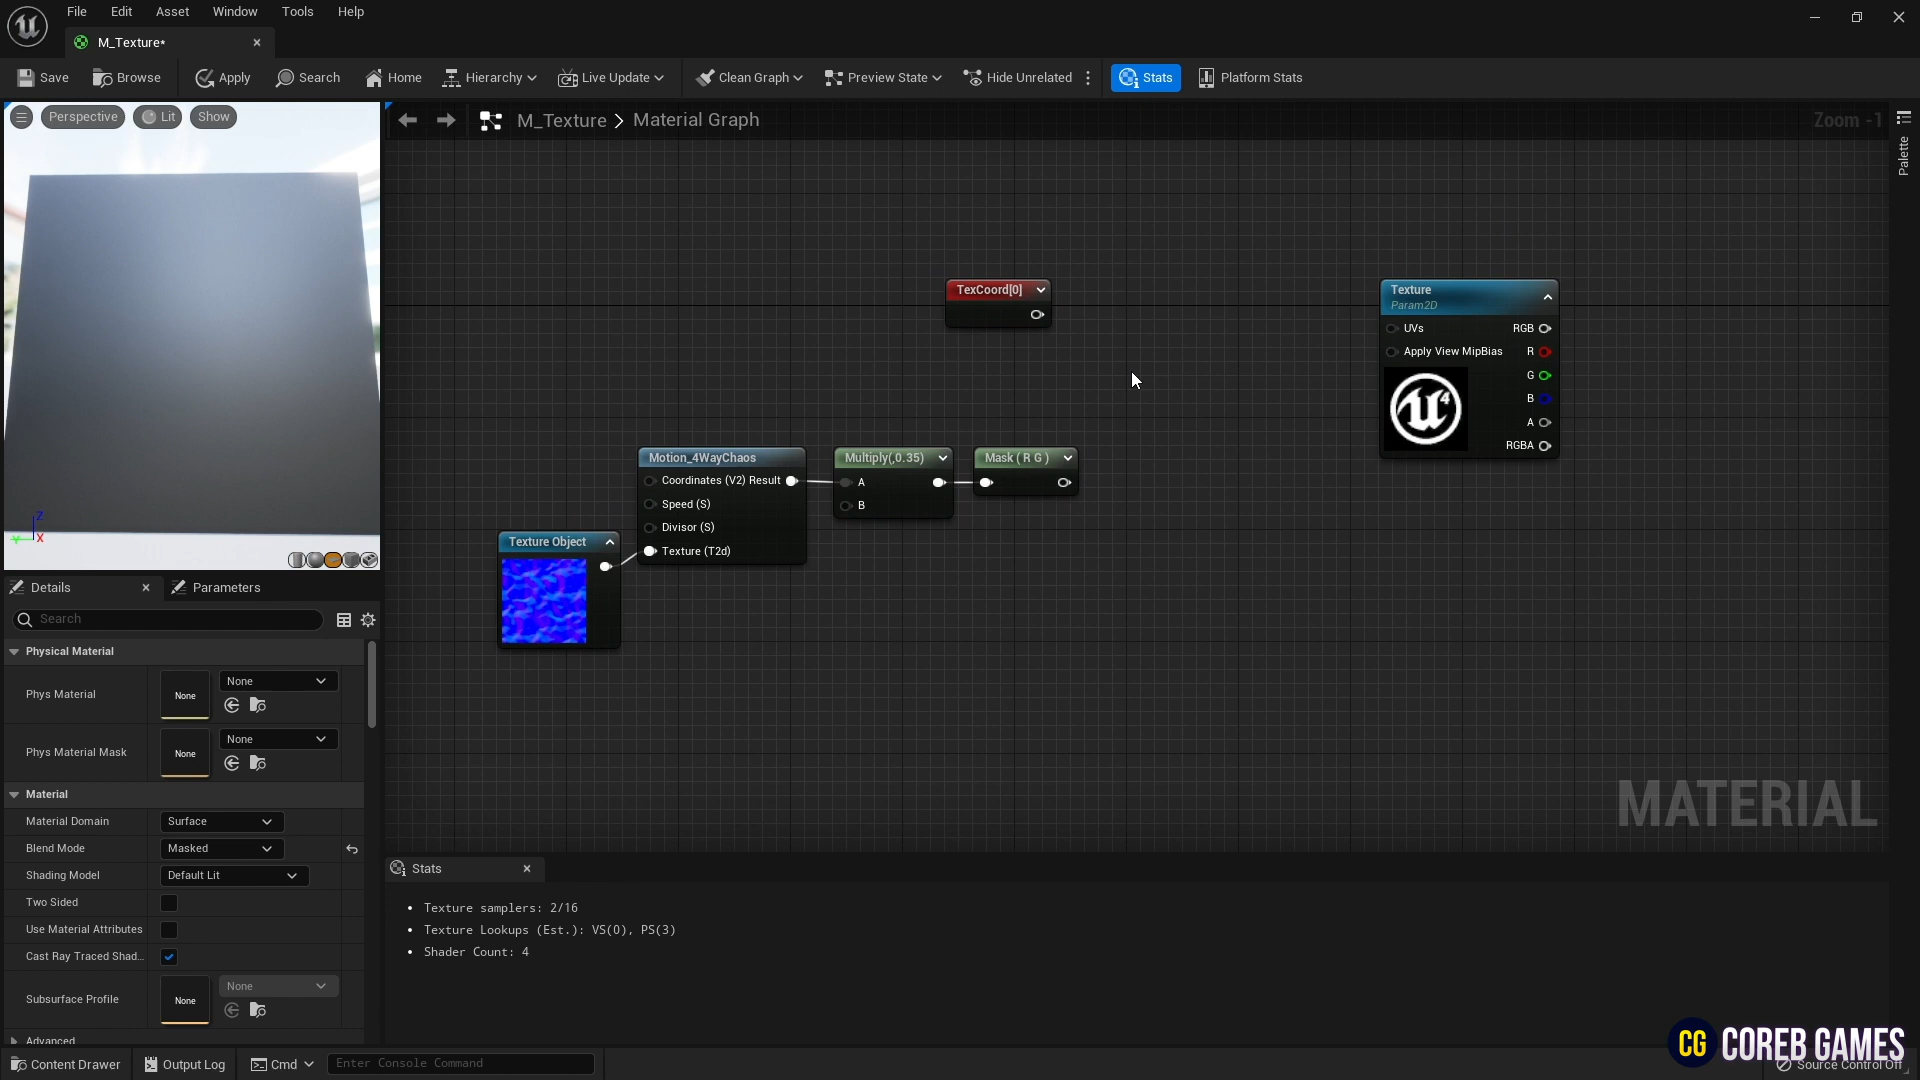 File Edit Asset Window Tools Help
M_Texture*
Save Browse Apply Search Home Hierarchy Live Update Clean Graph Preview State Hide Unrelated Stats Platform Stats
Perspective Lit Show
M_Texture > Material Graph
Zoom -1
Palette
TexCoord[0]
Texture
Param2D
UVs RGB
Apply View MipBias R
G
B
A
RGBA
Motion_4WayChaos
Coordinates (V2) Result
Speed (S)
Divisor (S)
Texture (T2d)
Multiply(,0.35)
A
B
Mask ( R G )
Texture Object
Z
Y
X
Details Parameters
Search
Physical Material
Phys Material None None
Phys Material Mask None None
Material
Material Domain Surface
Blend Mode Masked
Shading Model Default Lit
Two Sided
Use Material Attributes
Cast Ray Traced Shad...
Subsurface Profile None None
Advanced
MATERIAL
Stats
• Texture samplers: 2/16
• Texture Lookups (Est.): VS(0), PS(3)
• Shader Count: 4
CG COREB GAMES
Content Drawer Output Log Cmd Enter Console Command Source Control Off